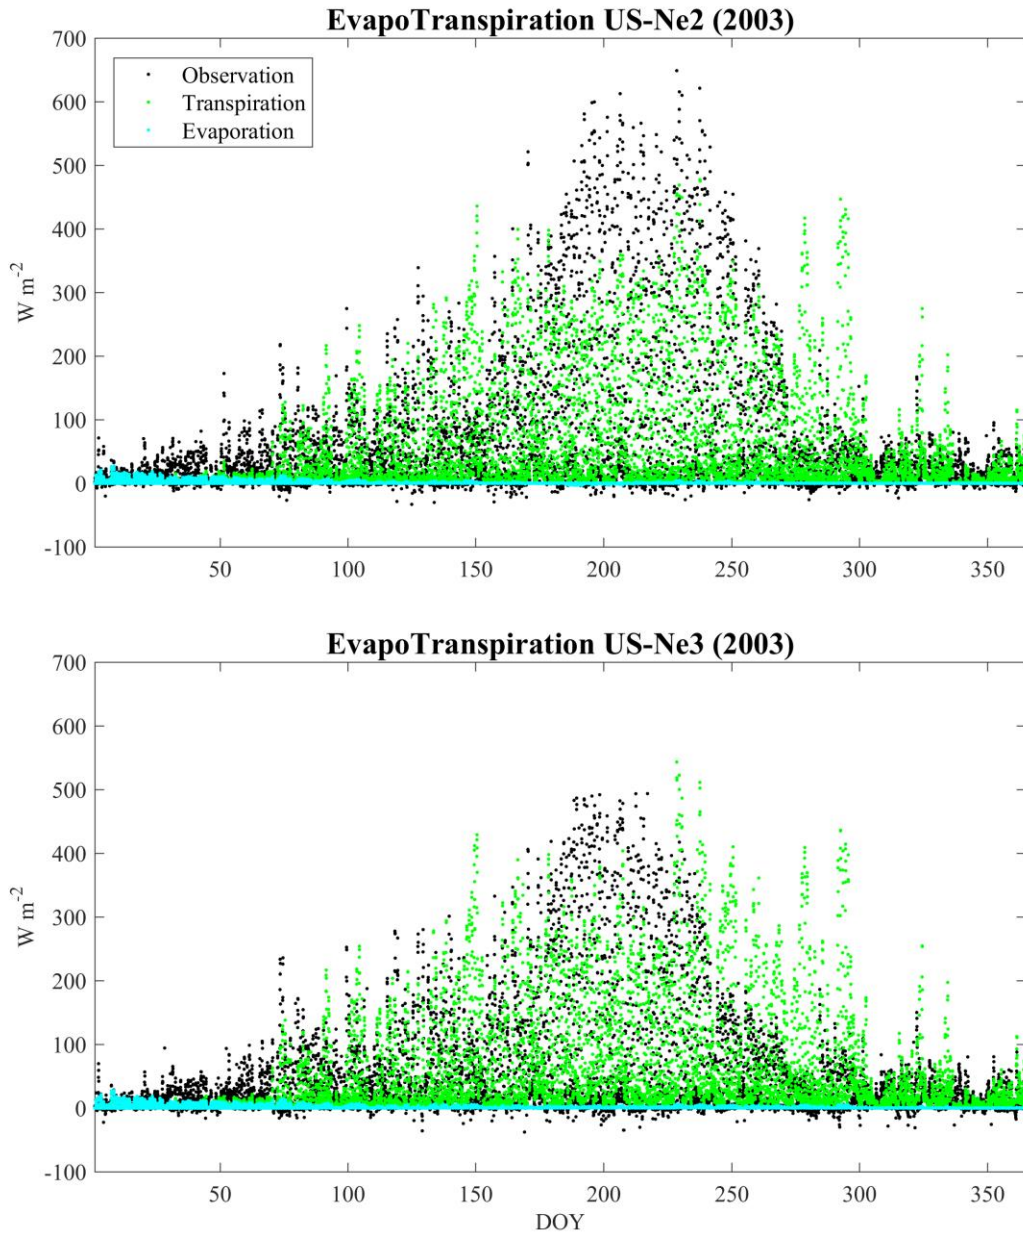 EvapoTranspiration US-Ne2 (2003)
700
600
500
400
300
200
100
0
-100
W m⁻²
Observation
Transpiration
Evaporation
50 100 150 200 250 300 350
EvapoTranspiration US-Ne3 (2003)
700
600
500
400
300
200
100
0
-100
W m⁻²
50 100 150 200 250 300 350
DOY